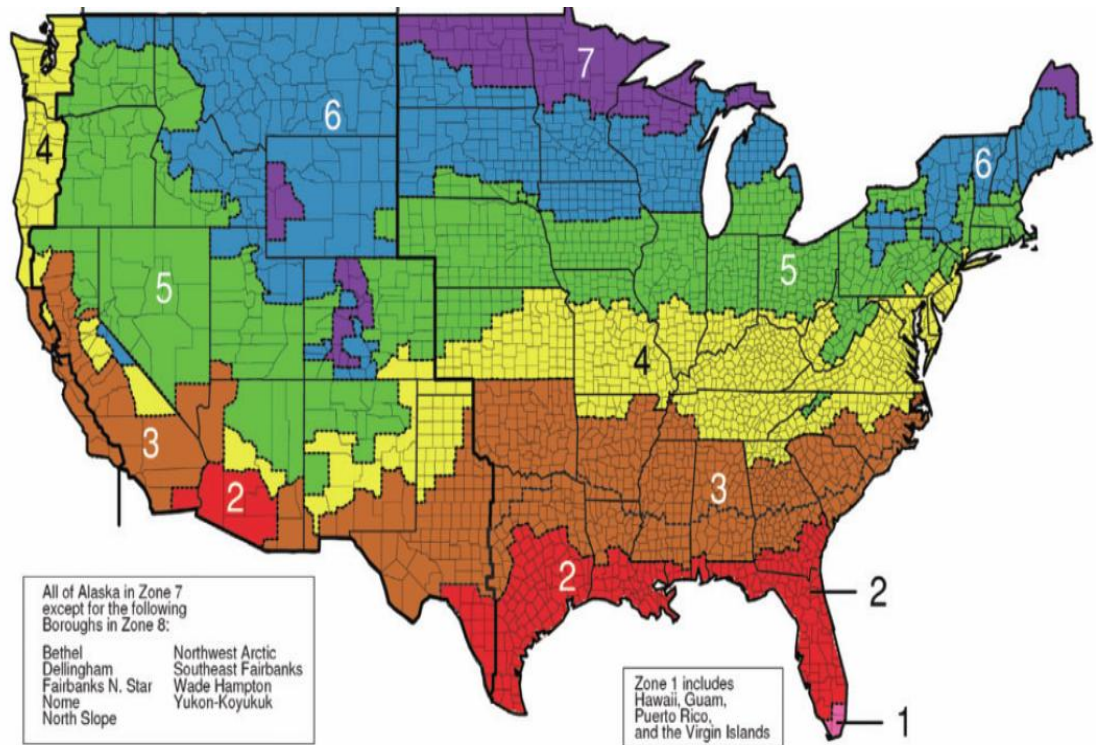 7
6
4
6
5
5
4
3
3
2
2
2
1
All of Alaska in Zone 7
except for the following
Boroughs in Zone 8:
Bethel Northwest Arctic
Dellingham Southeast Fairbanks
Fairbanks N. Star Wade Hampton
Nome Yukon-Koyukuk
North Slope
Zone 1 includes
Hawaii, Guam,
Puerto Rico,
and the Virgin Islands